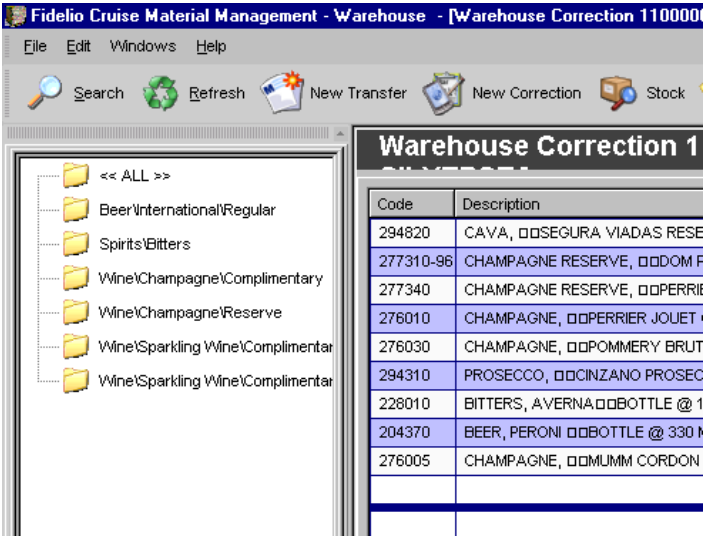 Fidelio Cruise Material Management - Warehouse - [Warehouse Correction 110000
File Edit Windows Help
Search Refresh New Transfer New Correction Stock
Warehouse Correction 1
<< ALL >>
Beer\International\Regular
Spirits\Bitters
Wine\Champagne\Complimentary
Wine\Champagne\Reserve
Wine\Sparkling Wine\Complimentar
Wine\Sparkling Wine\Complimentar
Code Description
294820 CAVA, □□SEGURA VIADAS RESE
277310-96 CHAMPAGNE RESERVE, □□DOM P
277340 CHAMPAGNE RESERVE, □□PERRIE
276010 CHAMPAGNE, □□PERRIER JOUET
276030 CHAMPAGNE, □□POMMERY BRUT
294310 PROSECCO, □□CINZANO PROSEC
228010 BITTERS, AVERNA□□BOTTLE @ 1
204370 BEER, PERONI □□BOTTLE @ 330 M
276005 CHAMPAGNE, □□MUMM CORDON